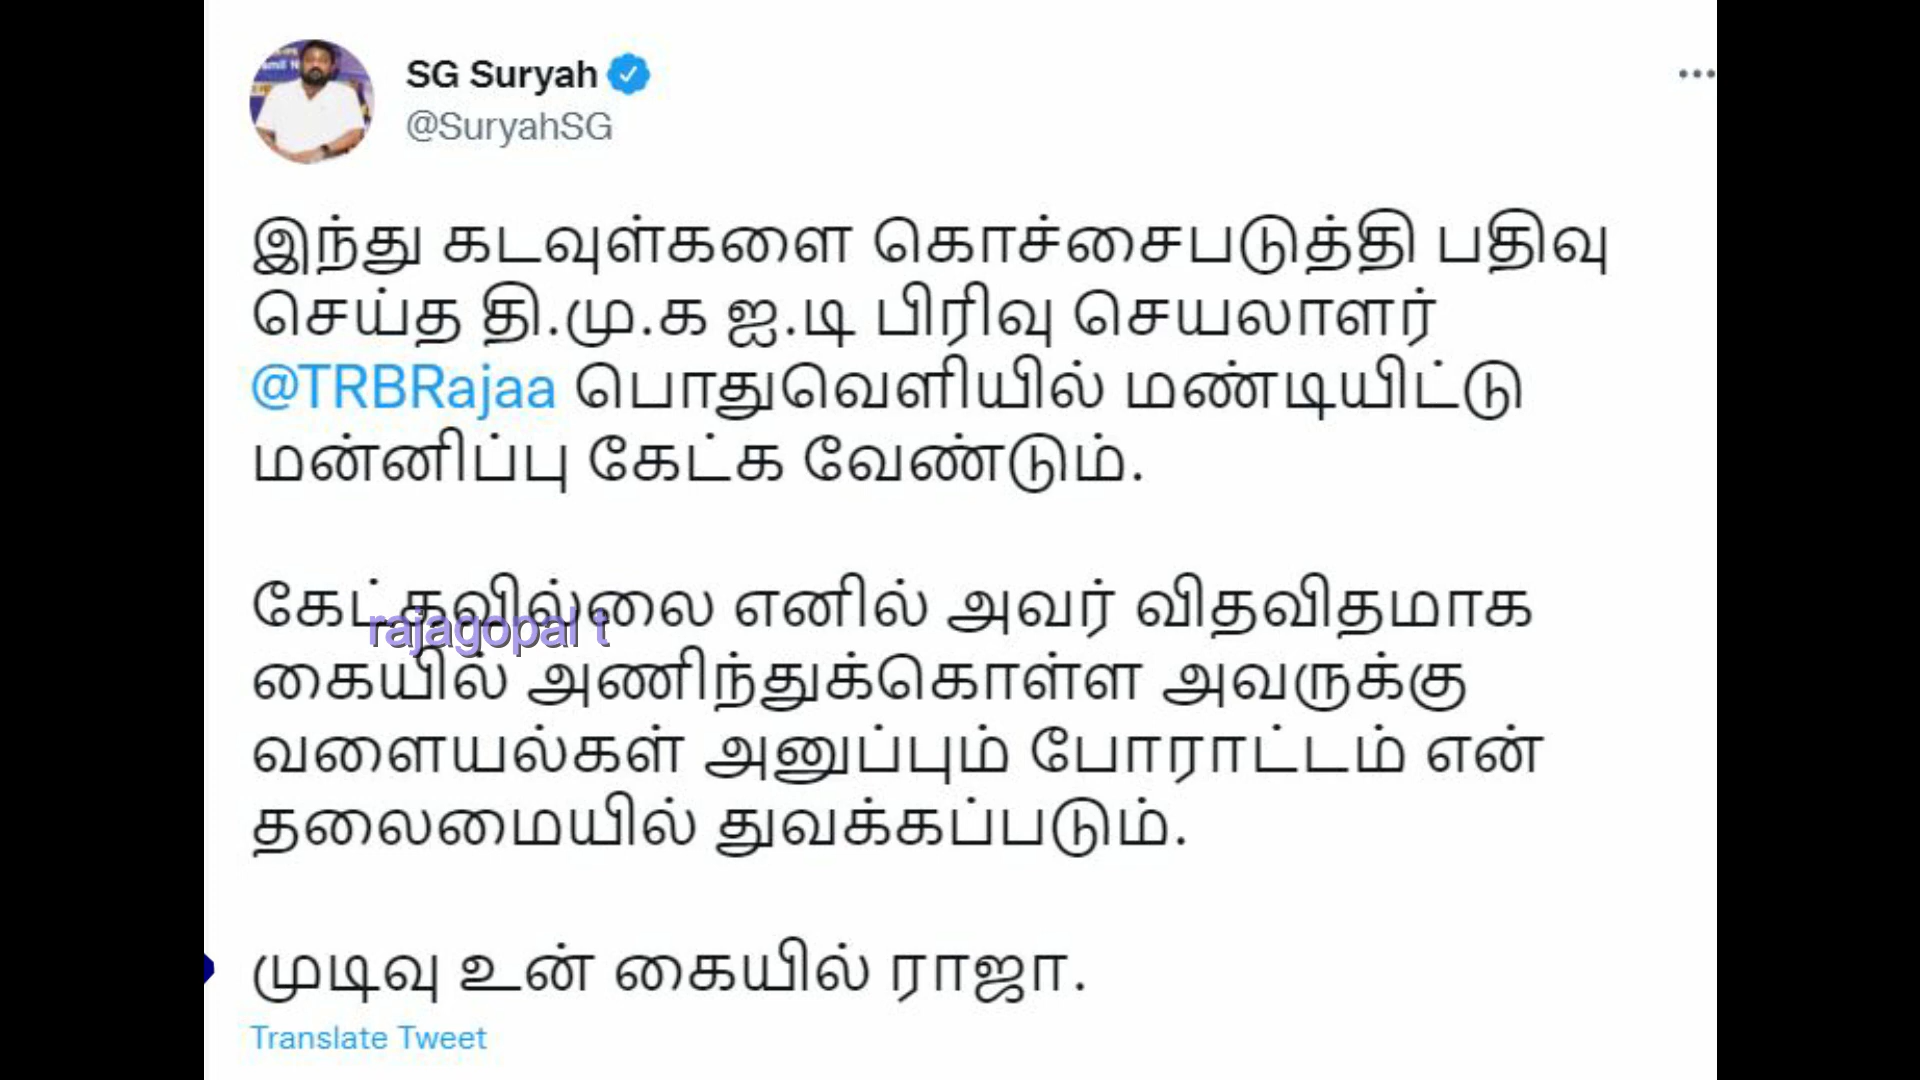 SG Suryah
@SuryahSG
இந்து கடவுள்களை கொச்சைபடுத்தி பதிவு
செய்த தி.மு.க ஐ.டி பிரிவு செயலாளர்
@TRBRajaa பொதுவெளியில் மண்டியிட்டு
மன்னிப்பு கேட்க வேண்டும்.
கேட்கவில்லை எனில் அவர் விதவிதமாக
rajagopal t
கையில் அணிந்துக்கொள்ள அவருக்கு
வளையல்கள் அனுப்பும் போராட்டம் என்
தலைமையில் துவக்கப்படும்.
முடிவு உன் கையில் ராஜா.
Translate Tweet